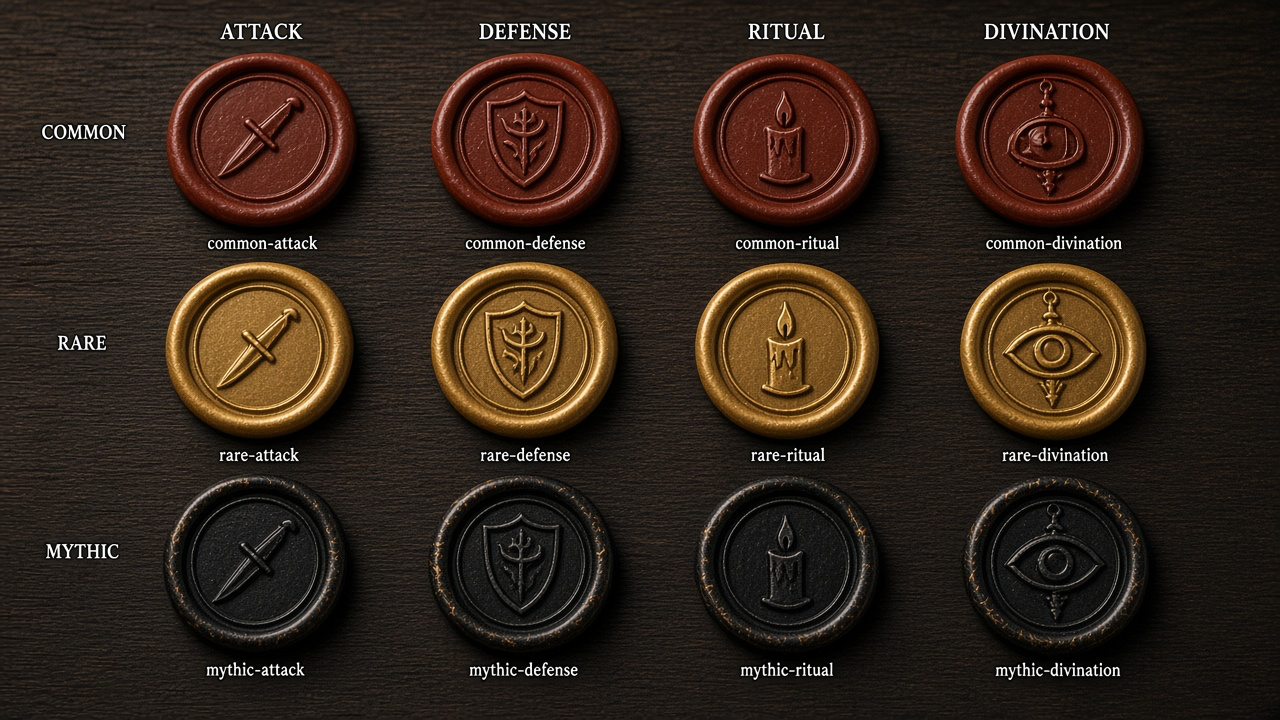 ATTACK DEFENSE RITUAL DIVINATION
COMMON
common-attack common-defense common-ritual common-divination
RARE
rare-attack rare-defense rare-ritual rare-divination
MYTHIC
mythic-attack mythic-defense mythic-ritual mythic-divination